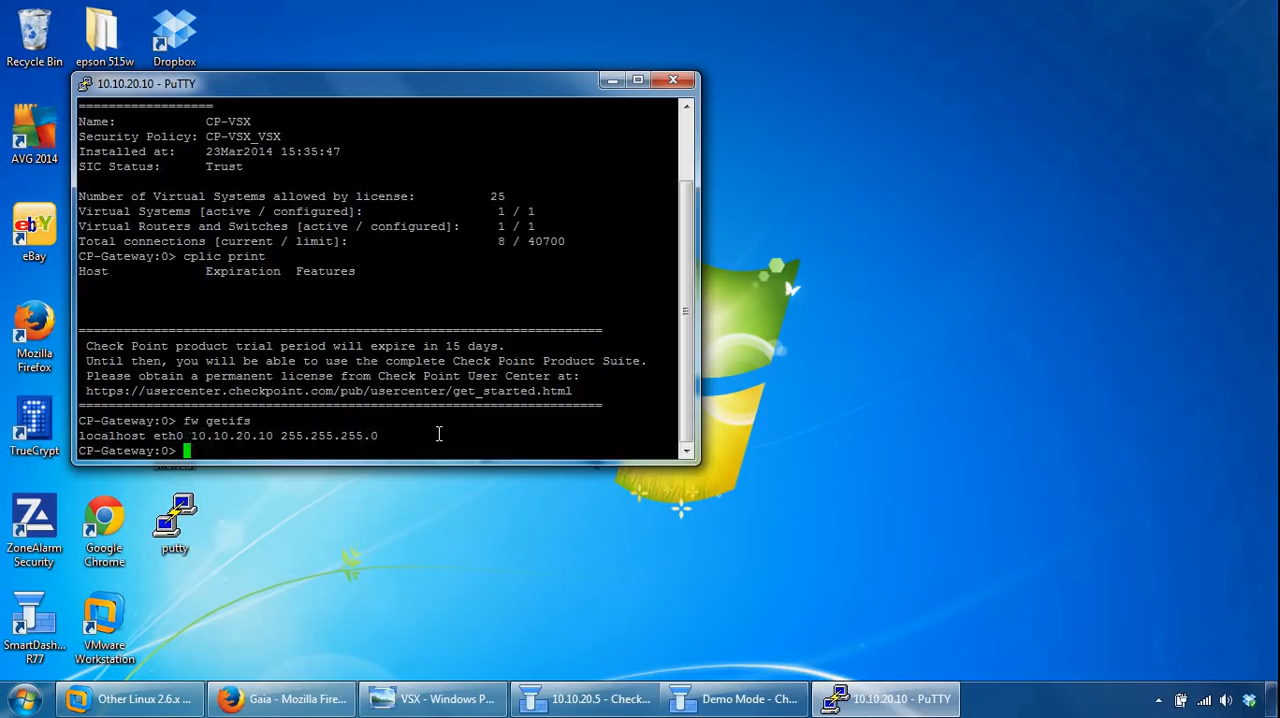 Recycle Bin
epson 515w
Dropbox
10.10.20.10 - PuTTY
==================
Name: CP-VSX
Security Policy: CP-VSX_VSX
Installed at: 23Mar2014 15:35:47
SIC Status: Trust
Number of Virtual Systems allowed by license: 25
Virtual Systems [active / configured]: 1 / 1
Virtual Routers and Switches [active / configured]: 1 / 1
Total connections [current / limit]: 8 / 40700
CP-Gateway:0> cplic print
Host Expiration Features
======================================================================
Check Point product trial period will expire in 15 days.
Until then, you will be able to use the complete Check Point Product Suite.
Please obtain a permanent license from Check Point User Center at:
https://usercenter.checkpoint.com/pub/usercenter/get_started.html
======================================================================
CP-Gateway:0> fw getifs
localhost eth0 10.10.20.10 255.255.255.0
CP-Gateway:0>
AVG 2014
eBay
Mozilla
Firefox
TrueCrypt
ZoneAlarm
Security
Google
Chrome
putty
SmartDash...
R77
VMware
Workstation
Other Linux 2.6.x ...
Gaia - Mozilla Fire...
VSX - Windows P...
10.10.20.5 - Check...
Demo Mode - Ch...
10.10.20.10 - PuTTY